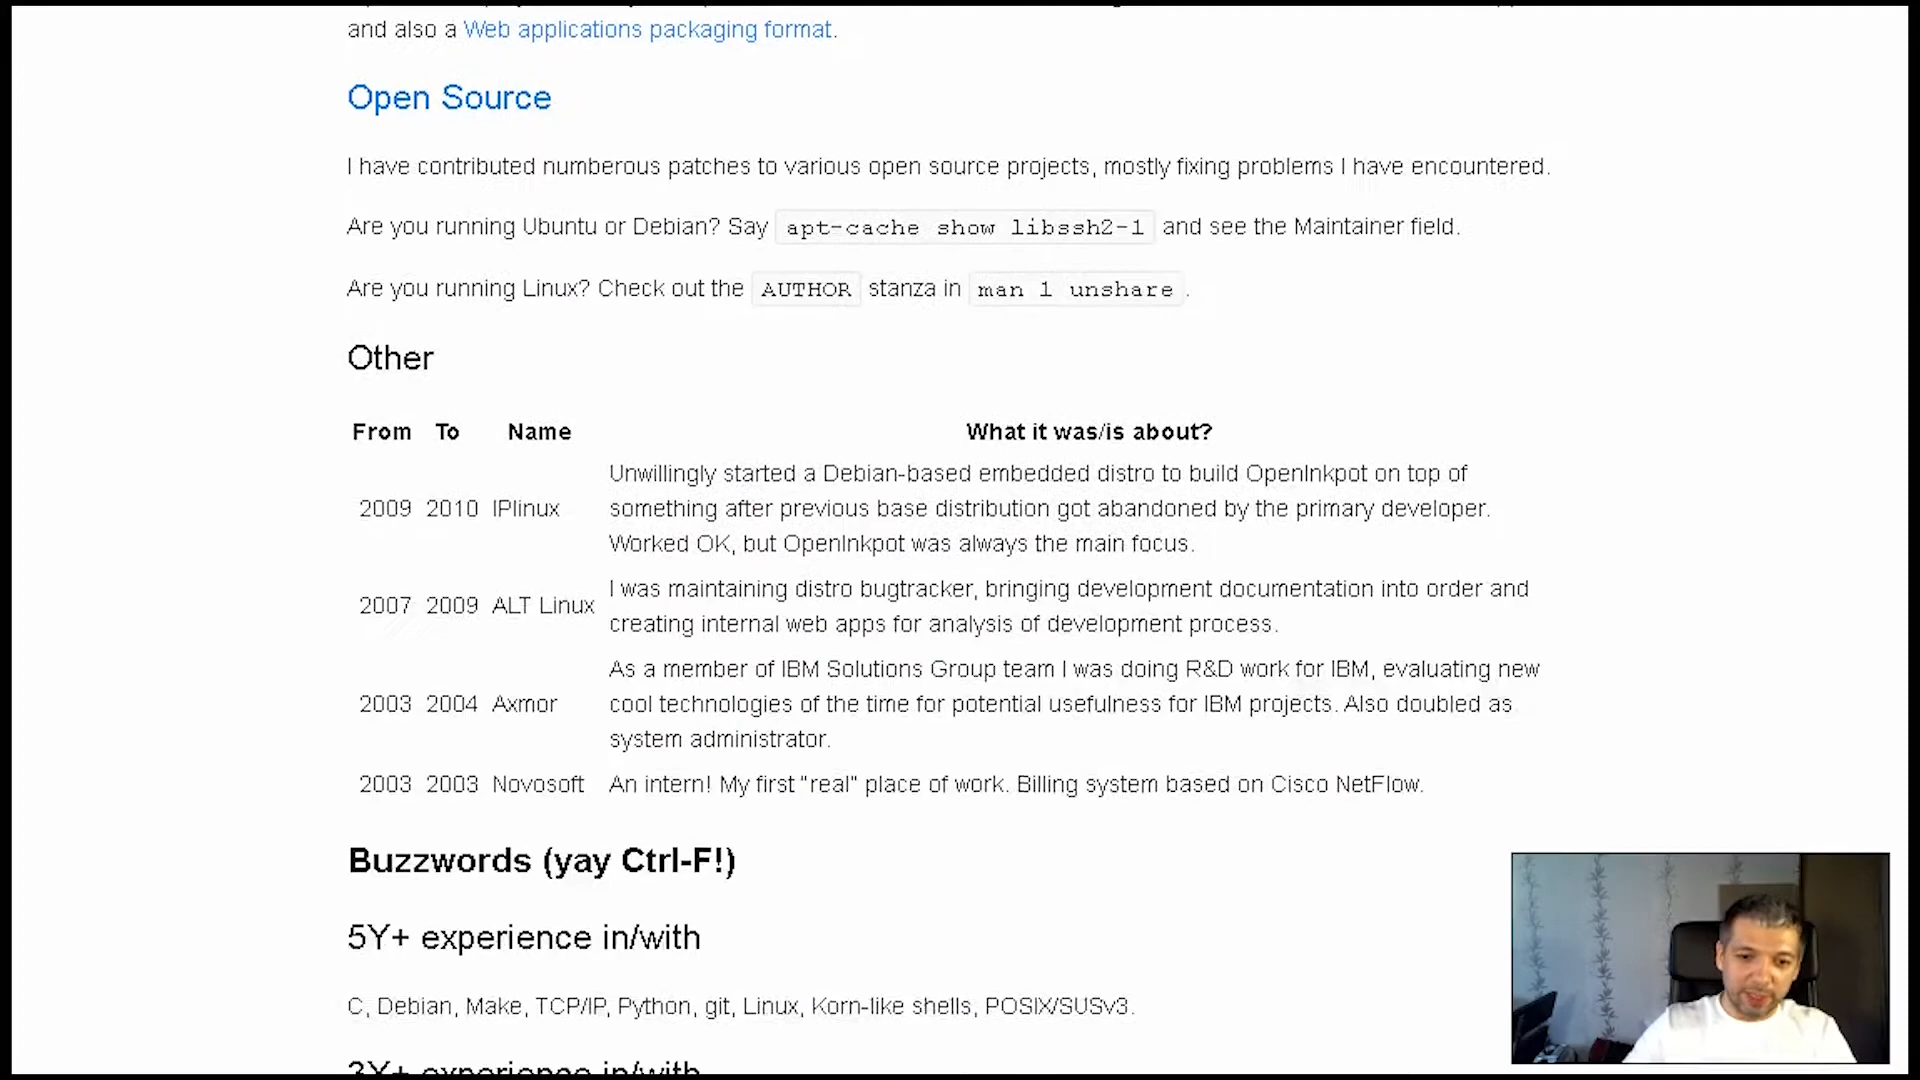 and also a Web applications packaging format.
Open Source
I have contributed numberous patches to various open source projects, mostly fixing problems I have encountered.
Are you running Ubuntu or Debian? Say apt-cache show libssh2-1 and see the Maintainer field.
Are you running Linux? Check out the AUTHOR stanza in man 1 unshare.
Other
From To Name What it was/is about?
Unwillingly started a Debian-based embedded distro to build OpenInkpot on top of
2009 2010 IPlinux something after previous base distribution got abandoned by the primary developer.
Worked OK, but OpenInkpot was always the main focus.
2007 2009 ALT Linux I was maintaining distro bugtracker, bringing development documentation into order and
creating internal web apps for analysis of development process.
As a member of IBM Solutions Group team I was doing R&D work for IBM, evaluating new
2003 2004 Axmor cool technologies of the time for potential usefulness for IBM projects. Also doubled as
system administrator.
2003 2003 Novosoft An intern! My first "real" place of work. Billing system based on Cisco NetFlow.
Buzzwords (yay Ctrl-F!)
5Y+ experience in/with
C, Debian, Make, TCP/IP, Python, git, Linux, Korn-like shells, POSIX/SUSv3.
3Y+ experience in/with